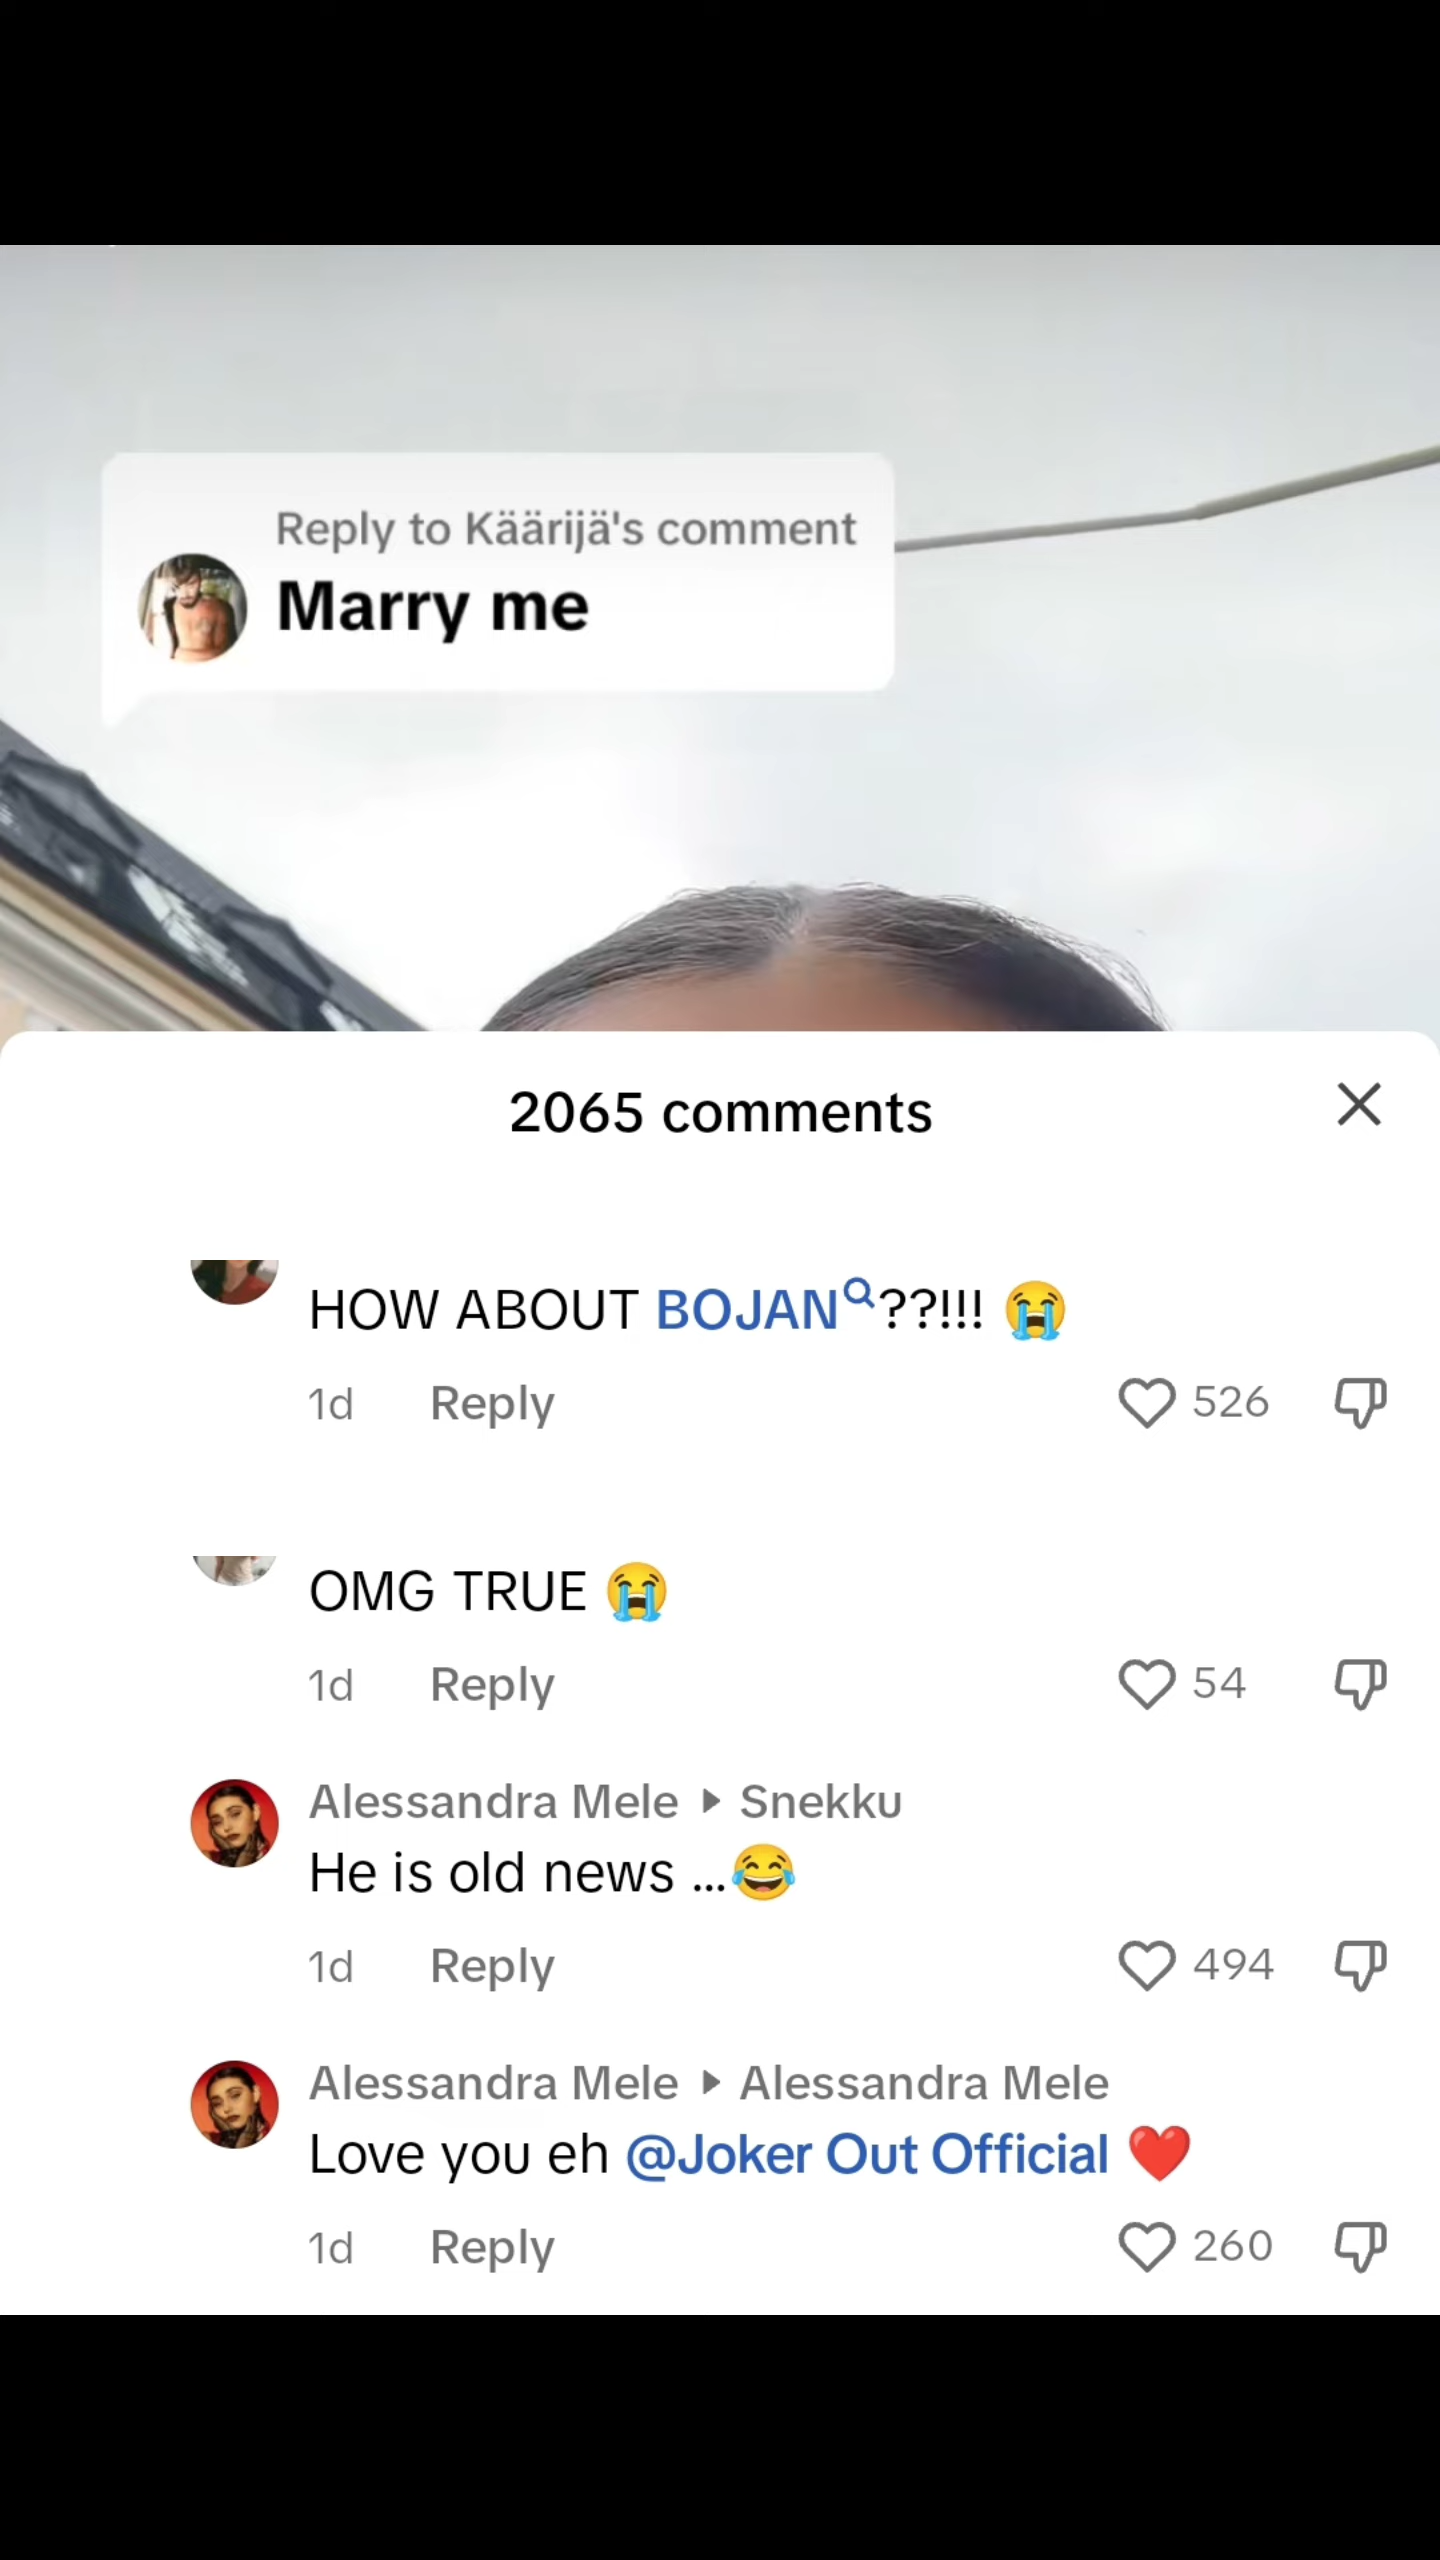 Reply to Käärijä's comment
Marry me
2065 comments
HOW ABOUT BOJAN??!!! 😭
1d Reply 526
OMG TRUE 😭
1d Reply 54
Alessandra Mele ▸ Snekku
He is old news ...😂
1d Reply 494
Alessandra Mele ▸ Alessandra Mele
Love you eh @Joker Out Official ❤️
1d Reply 260